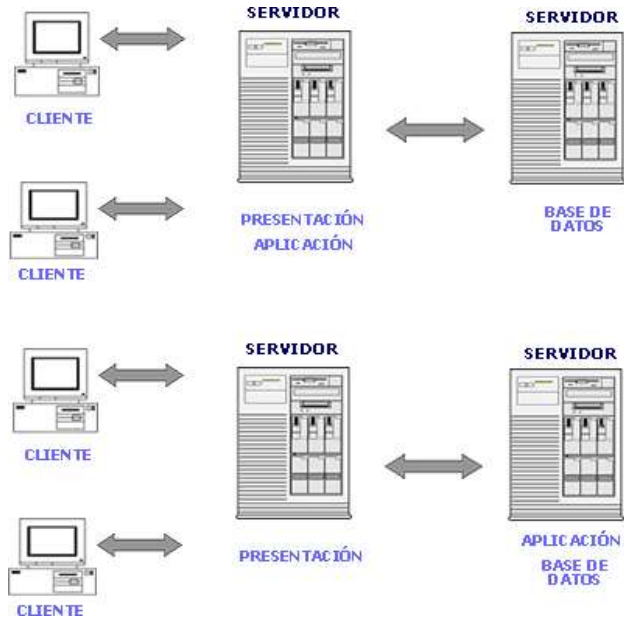 SERVIDOR
SERVIDOR
CLIENTE
PRESENTACIÓN
APLICACIÓN
BASE DE
DATOS
CLIENTE
SERVIDOR
SERVIDOR
CLIENTE
PRESENTACIÓN
APLICACIÓN
BASE DE
DATOS
CLIENTE